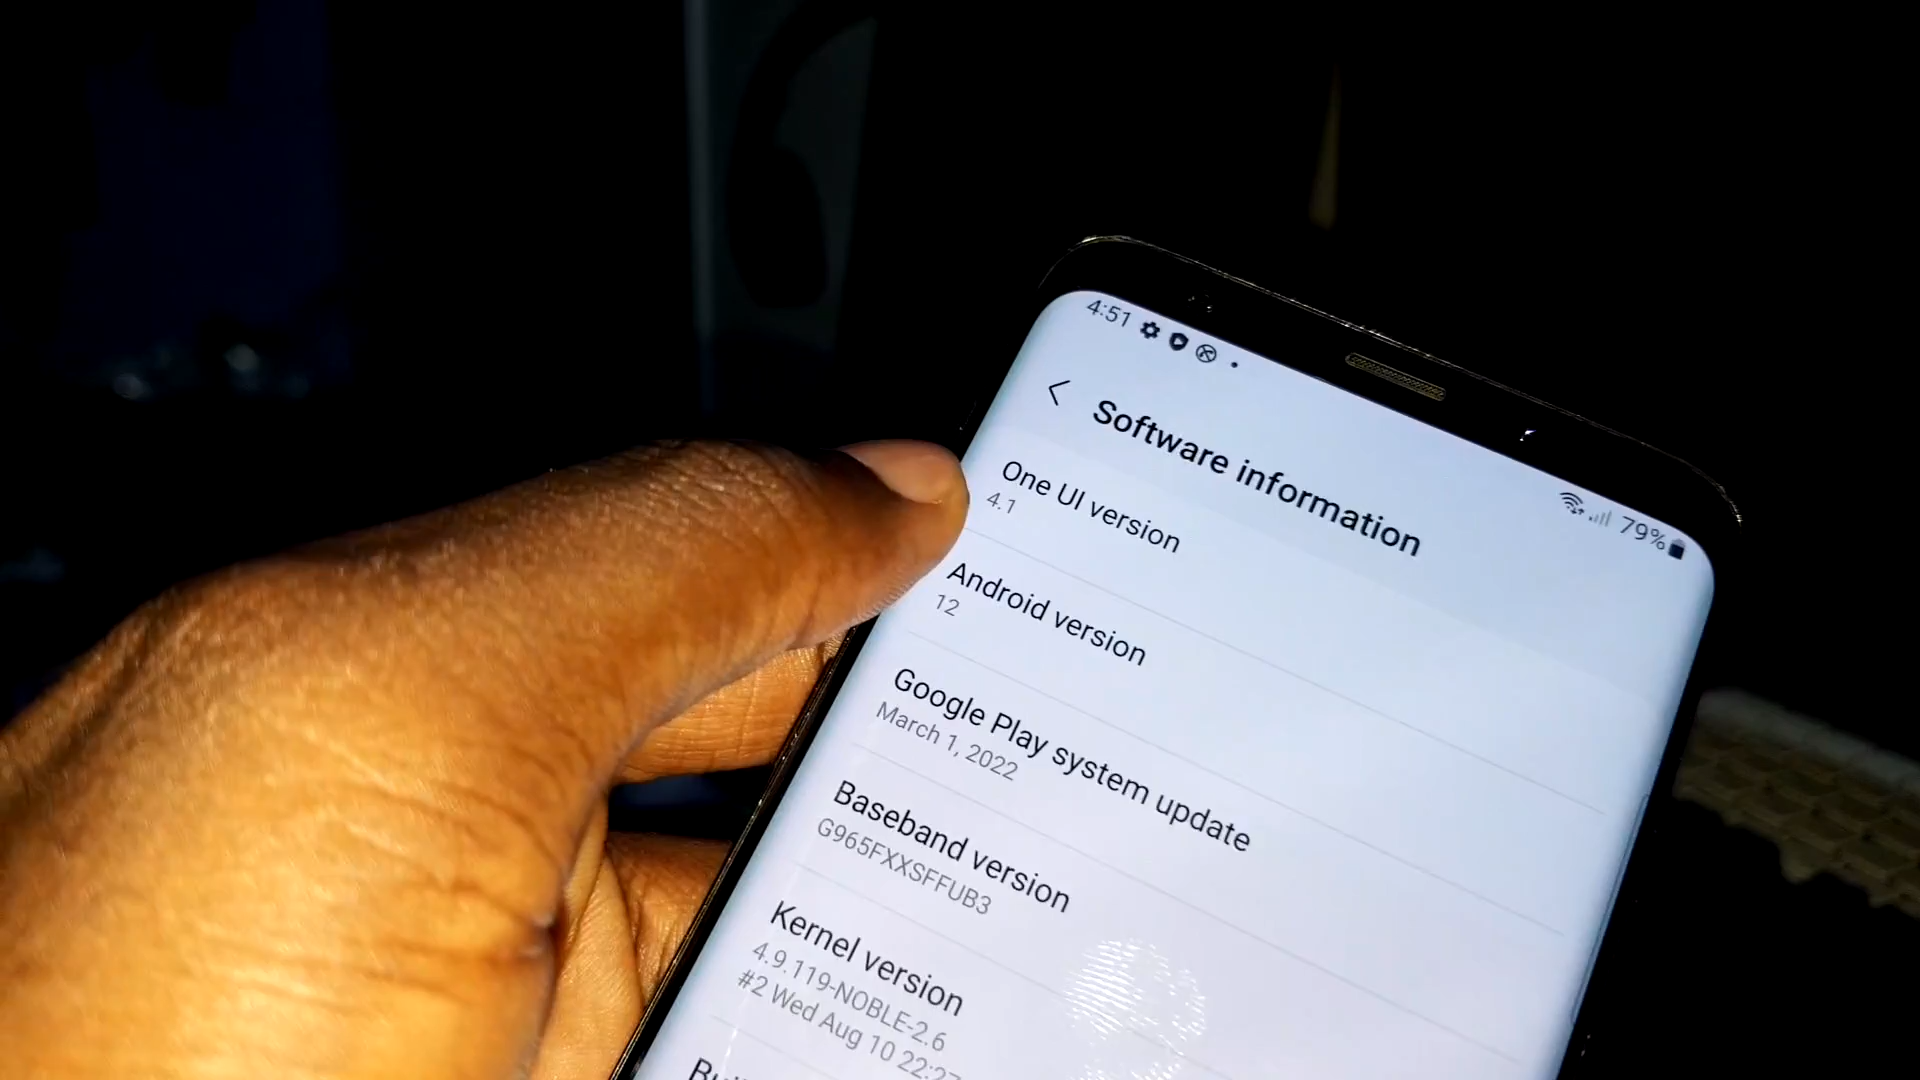 4:51
79%
Software information
One UI version
4.1
Android version
12
Google Play system update
March 1, 2022
Baseband version
G965FXXSFFUB3
Kernel version
4.9.119-NOBLE-2.6
#2 Wed Aug 10 22:27